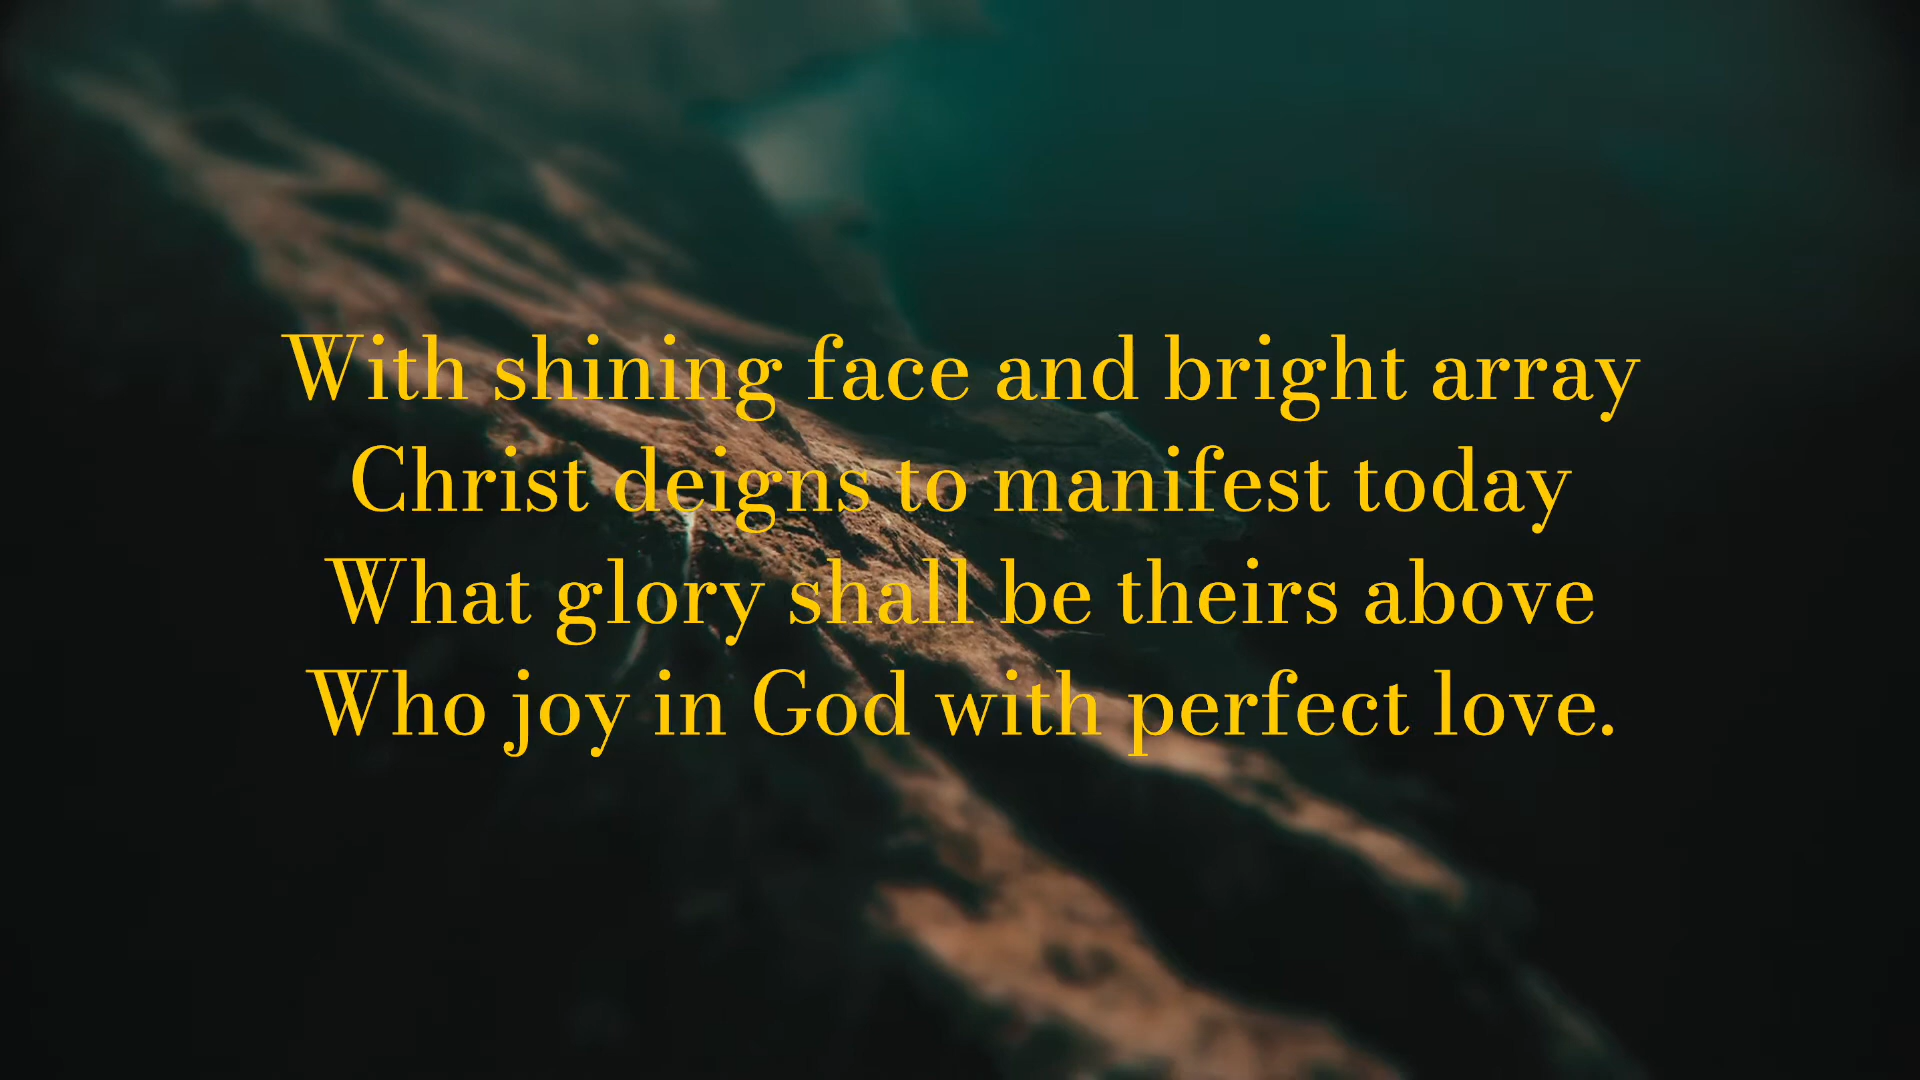 With shining face and bright array
Christ deigns to manifest today
What glory shall be theirs above
Who joy in God with perfect love.